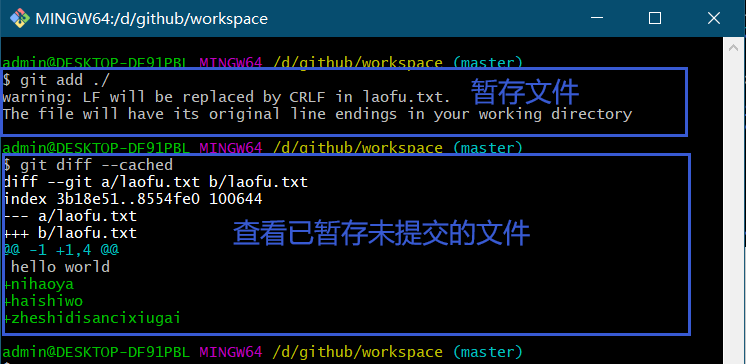 MINGW64:/d/github/workspace
admin@DESKTOP-DF91PBL MINGW64 /d/github/workspace (master)
$ git add ./
warning: LF will be replaced by CRLF in laofu.txt.
暂存文件
The file will have its original line endings in your working directory
admin@DESKTOP-DF91PBL MINGW64 /d/github/workspace (master)
$ git diff --cached
diff --git a/laofu.txt b/laofu.txt
index 3b18e51..8554fe0 100644
--- a/laofu.txt
+++ b/laofu.txt
查看已暂存未提交的文件
@@ -1 +1,4 @@
 hello world
+nihaoya
+haishiwo
+zheshidisancixiugai
admin@DESKTOP-DF91PBL MINGW64 /d/github/workspace (master)